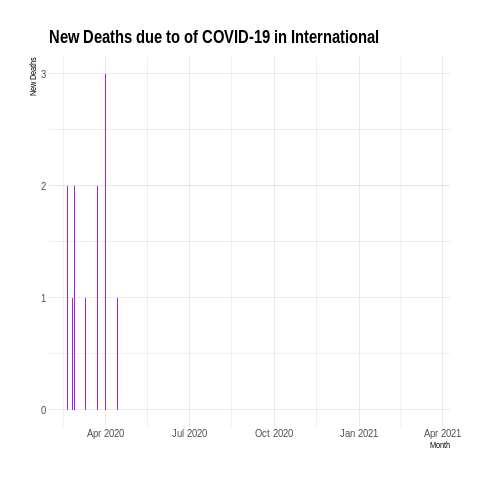 New Deaths due to of COVID-19 in International
New Deaths
3
2
1
0
Apr 2020 Jul 2020 Oct 2020 Jan 2021 Apr 2021
Month